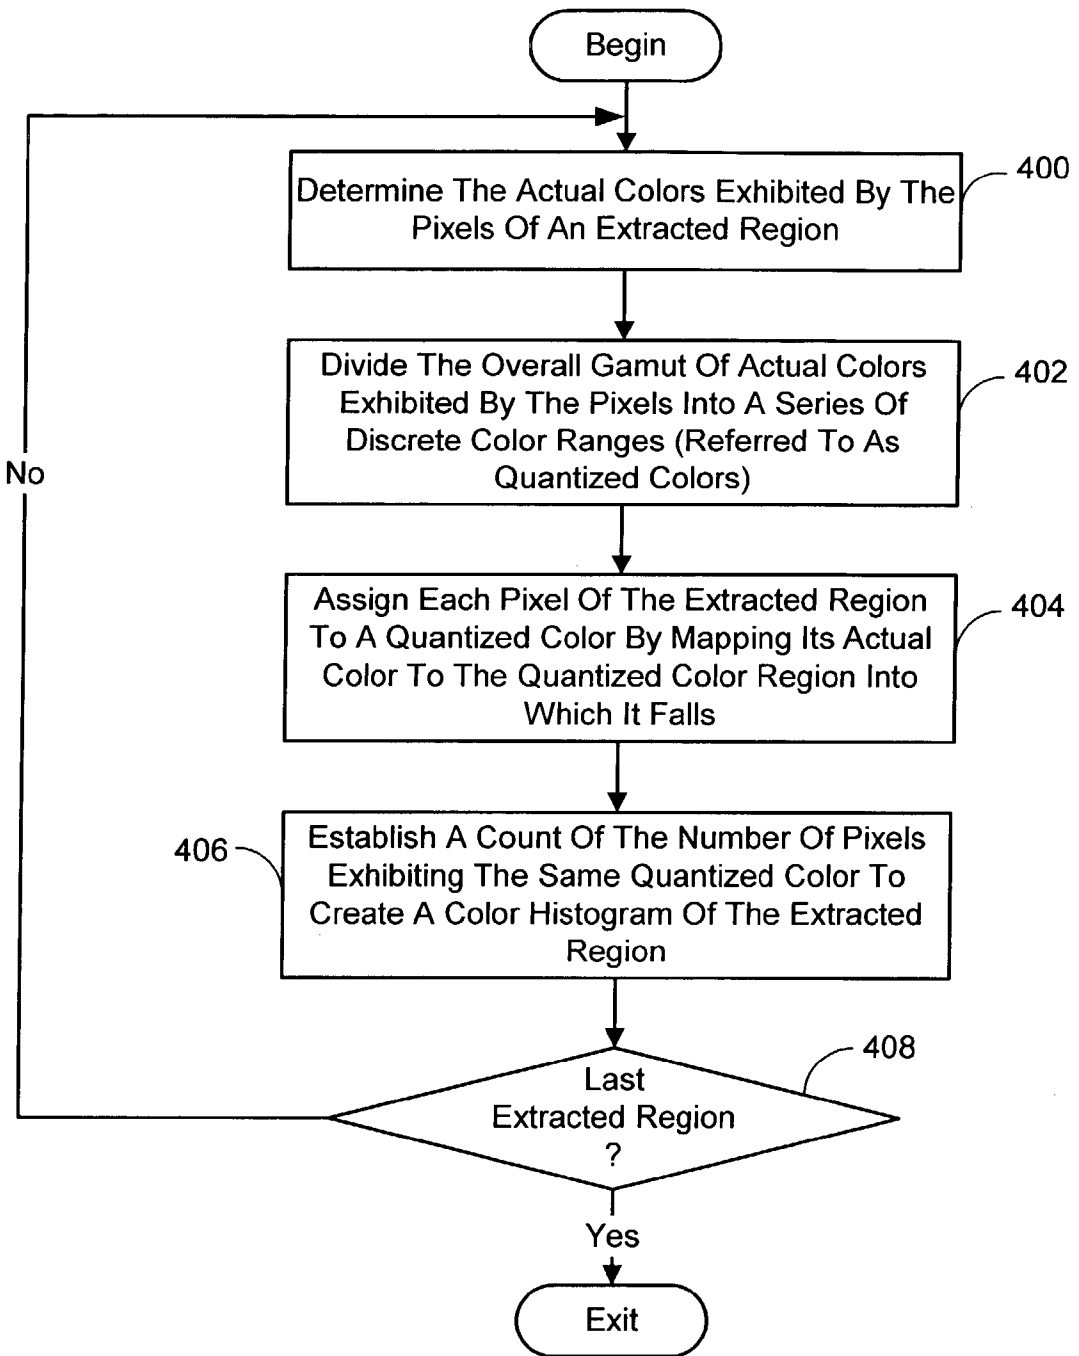 Begin
400
Determine The Actual Colors Exhibited By The
Pixels Of An Extracted Region
402
Divide The Overall Gamut Of Actual Colors
Exhibited By The Pixels Into A Series Of
Discrete Color Ranges (Referred To As
Quantized Colors)
No
404
Assign Each Pixel Of The Extracted Region
To A Quantized Color By Mapping Its Actual
Color To The Quantized Color Region Into
Which It Falls
406
Establish A Count Of The Number Of Pixels
Exhibiting The Same Quantized Color To
Create A Color Histogram Of The Extracted
Region
408
Last
Extracted Region
?
Yes
Exit